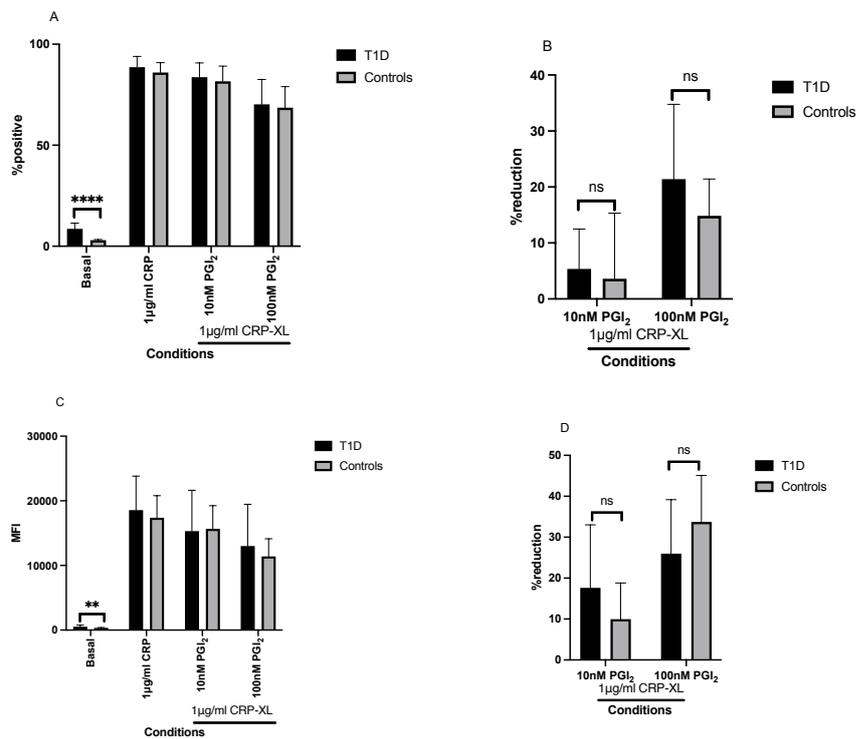 A
100
50
0
%positive
****
T1D
Controls
Basal
1µg/ml CRP
10nM PGI₂
100nM PGI₂
1µg/ml CRP-XL
Conditions
B
40
30
20
10
0
%reduction
ns
ns
T1D
Controls
10nM PGI₂
100nM PGI₂
1µg/ml CRP-XL
Conditions
C
30000
20000
10000
0
MFI
**
T1D
Controls
Basal
1µg/ml CRP
10nM PGI₂
100nM PGI₂
1µg/ml CRP-XL
Conditions
D
50
40
30
20
10
0
%reduction
ns
ns
T1D
Controls
10nM PGI₂
100nM PGI₂
1µg/ml CRP-XL
Conditions